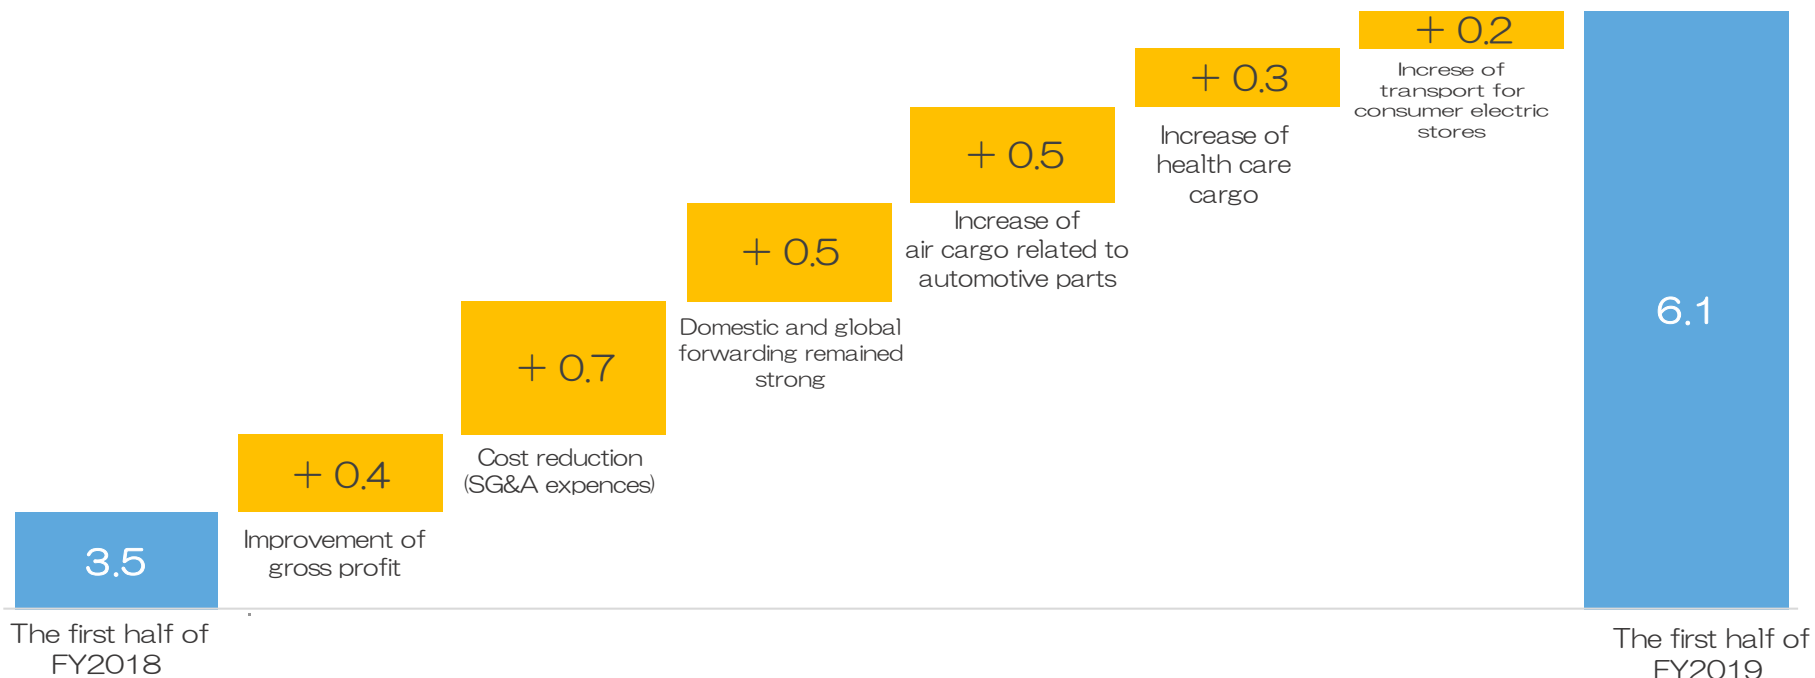 3.5
The first half of
FY2018
+ 0.4
Improvement of
gross profit
+ 0.7
Cost reduction
(SG&A expences)
+ 0.5
Domestic and global
forwarding remained
strong
+ 0.5
Increase of
air cargo related to
automotive parts
+ 0.3
Increase of
health care
cargo
+ 0.2
Increse of
transport for
consumer electric
stores
6.1
The first half of
FY2019